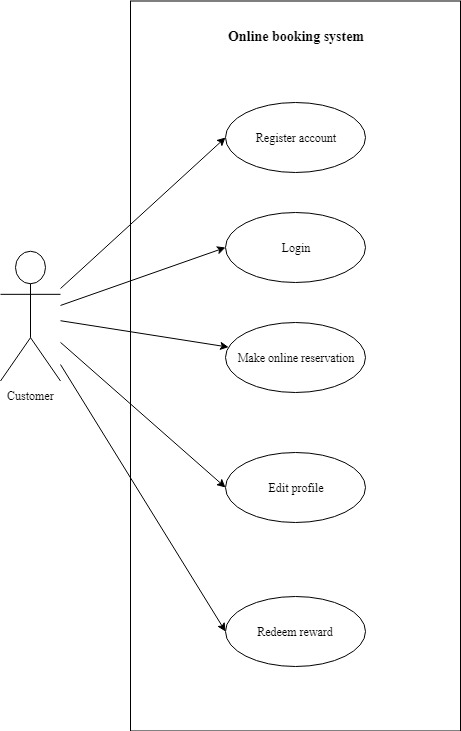 Online booking system
Register account
Login
Make online reservation
Customer
Edit profile
Redeem reward